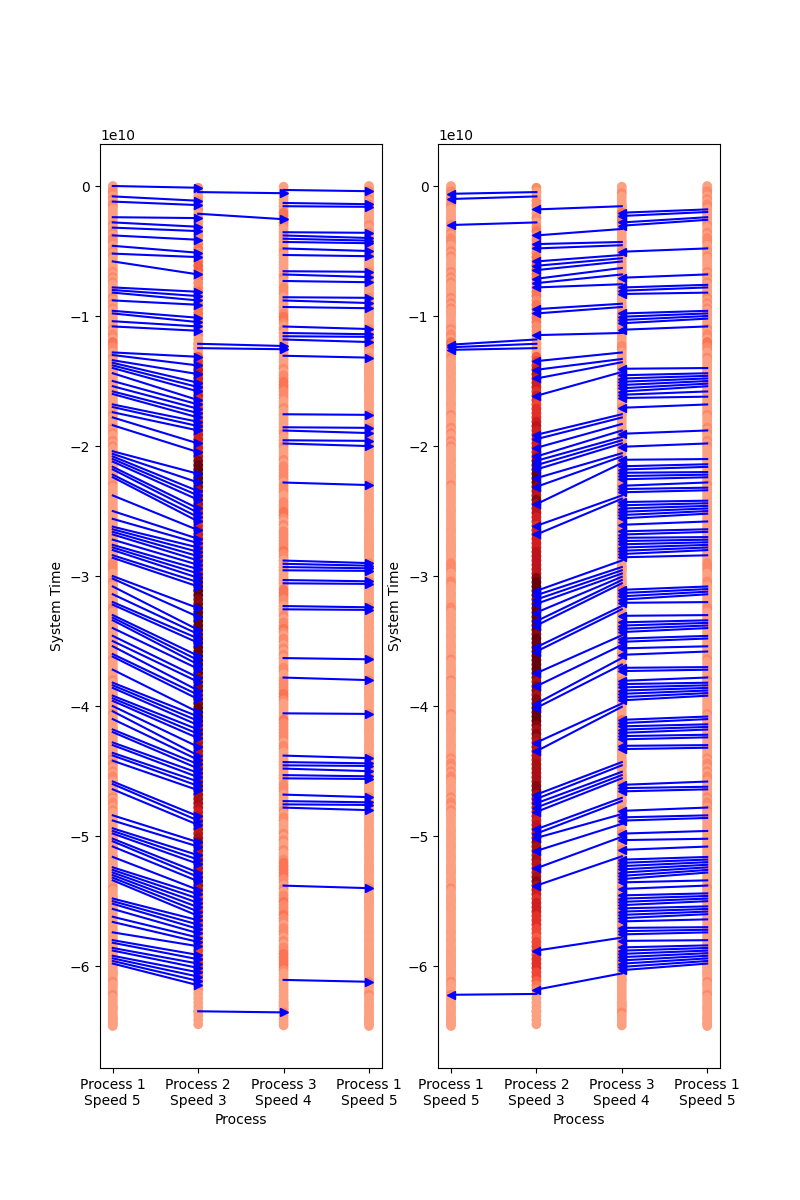 1e10
1e10
0
−1
−2
−3
−4
−5
−6
System Time
Process 1
Speed 5
Process 2
Speed 3
Process 3
Speed 4
Process 1
Speed 5
Process
0
−1
−2
−3
−4
−5
−6
System Time
Process 1
Speed 5
Process 2
Speed 3
Process 3
Speed 4
Process 1
Speed 5
Process